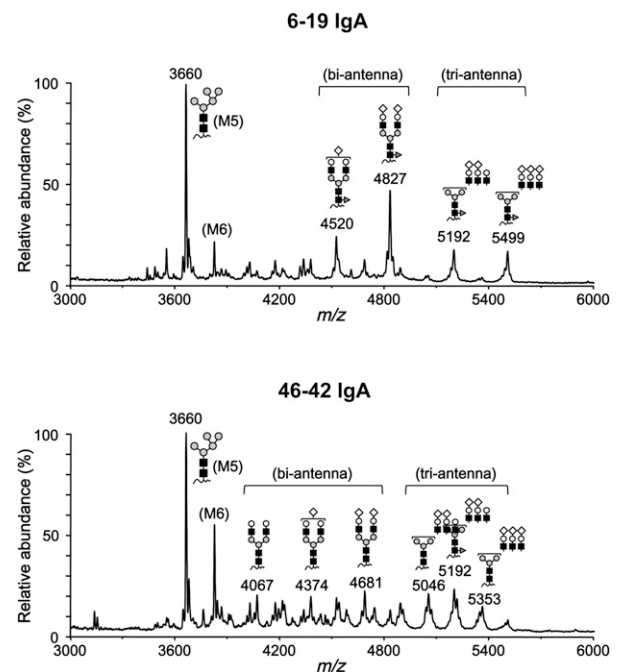 6-19 IgA
(bi-antenna) (tri-antenna)
3660
100
(M5)
4827
4520
5192 5499
50
(M6)
0
Relative abundance (%)
3000 3600 4200 4800 5400 6000
m/z
46-42 IgA
3660
100
(M5)
(bi-antenna) (tri-antenna)
(M6)
50
4067 4374 4681 5046 5192 5353
0
Relative abundance (%)
3000 3600 4200 4800 5400 6000
m/z